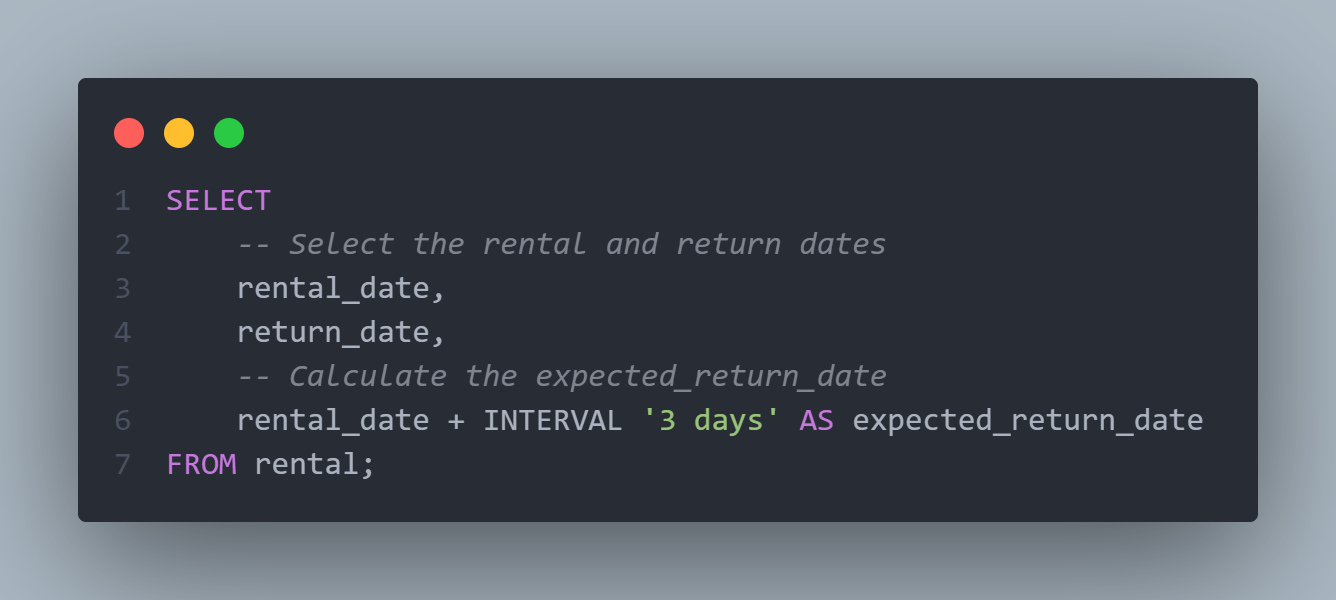 1 SELECT
2     -- Select the rental and return dates
3     rental_date,
4     return_date,
5     -- Calculate the expected_return_date
6     rental_date + INTERVAL '3 days' AS expected_return_date
7 FROM rental;